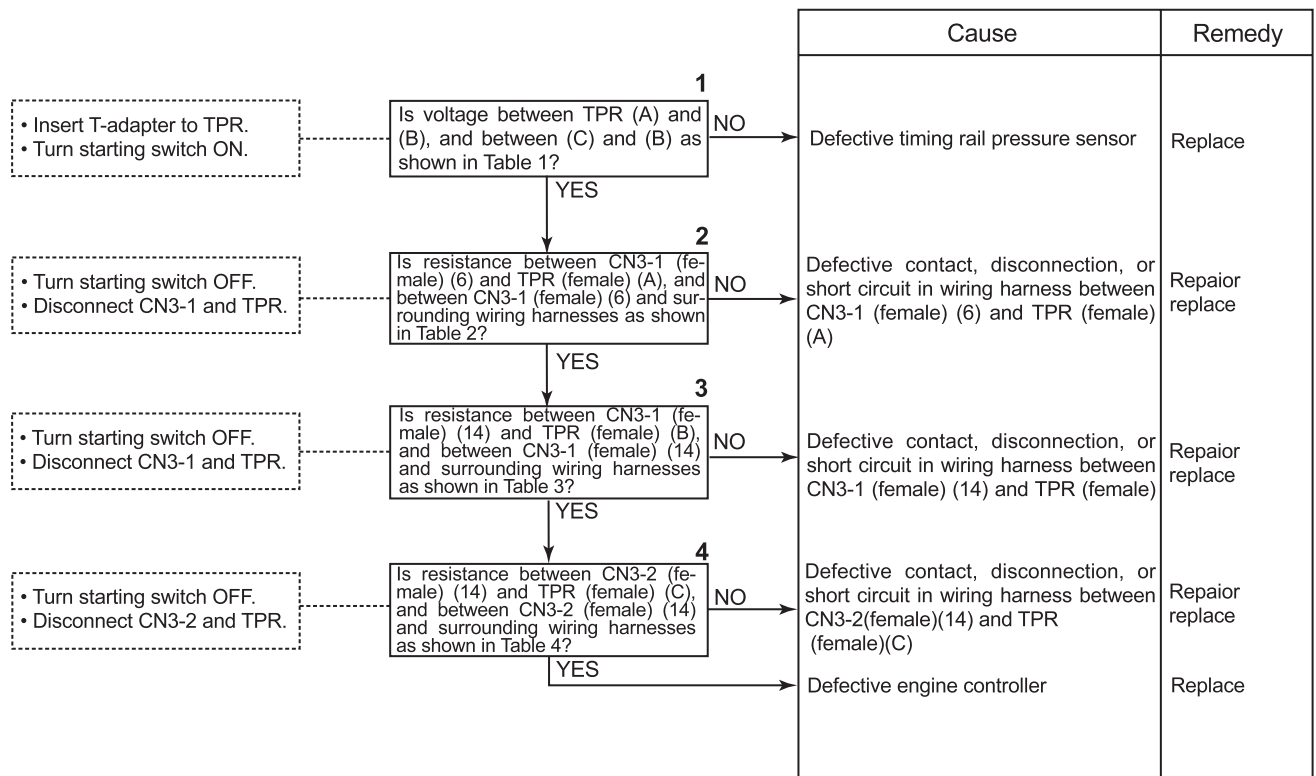 Cause
Remedy
1
• Insert T-adapter to TPR.
• Turn starting switch ON.
Is voltage between TPR (A) and
(B), and between (C) and (B) as
shown in Table 1?
NO
Defective timing rail pressure sensor
Replace
YES
2
• Turn starting switch OFF.
• Disconnect CN3-1 and TPR.
Is resistance between CN3-1 (fe-
male) (6) and TPR (female) (A), and
between CN3-1 (female) (6) and sur-
rounding wiring harnesses as shown
in Table 2?
NO
Defective contact, disconnection, or
short circuit in wiring harness between
CN3-1 (female) (6) and TPR (female)
(A)
Repaior
replace
YES
3
• Turn starting switch OFF.
• Disconnect CN3-1 and TPR.
Is resistance between CN3-1 (fe-
male) (14) and TPR (female) (B),
and between CN3-1 (female) (14)
and surrounding wiring harnesses
as shown in Table 3?
NO
Defective contact, disconnection, or
short circuit in wiring harness between
CN3-1 (female) (14) and TPR (female)
Repaior
replace
YES
4
• Turn starting switch OFF.
• Disconnect CN3-2 and TPR.
Is resistance between CN3-2 (fe-
male) (14) and TPR (female) (C),
and between CN3-2 (female) (14)
and surrounding wiring harnesses
as shown in Table 4?
NO
Defective contact, disconnection, or
short circuit in wiring harness between
CN3-2(female)(14) and TPR
(female)(C)
Repaior
replace
YES
Defective engine controller
Replace